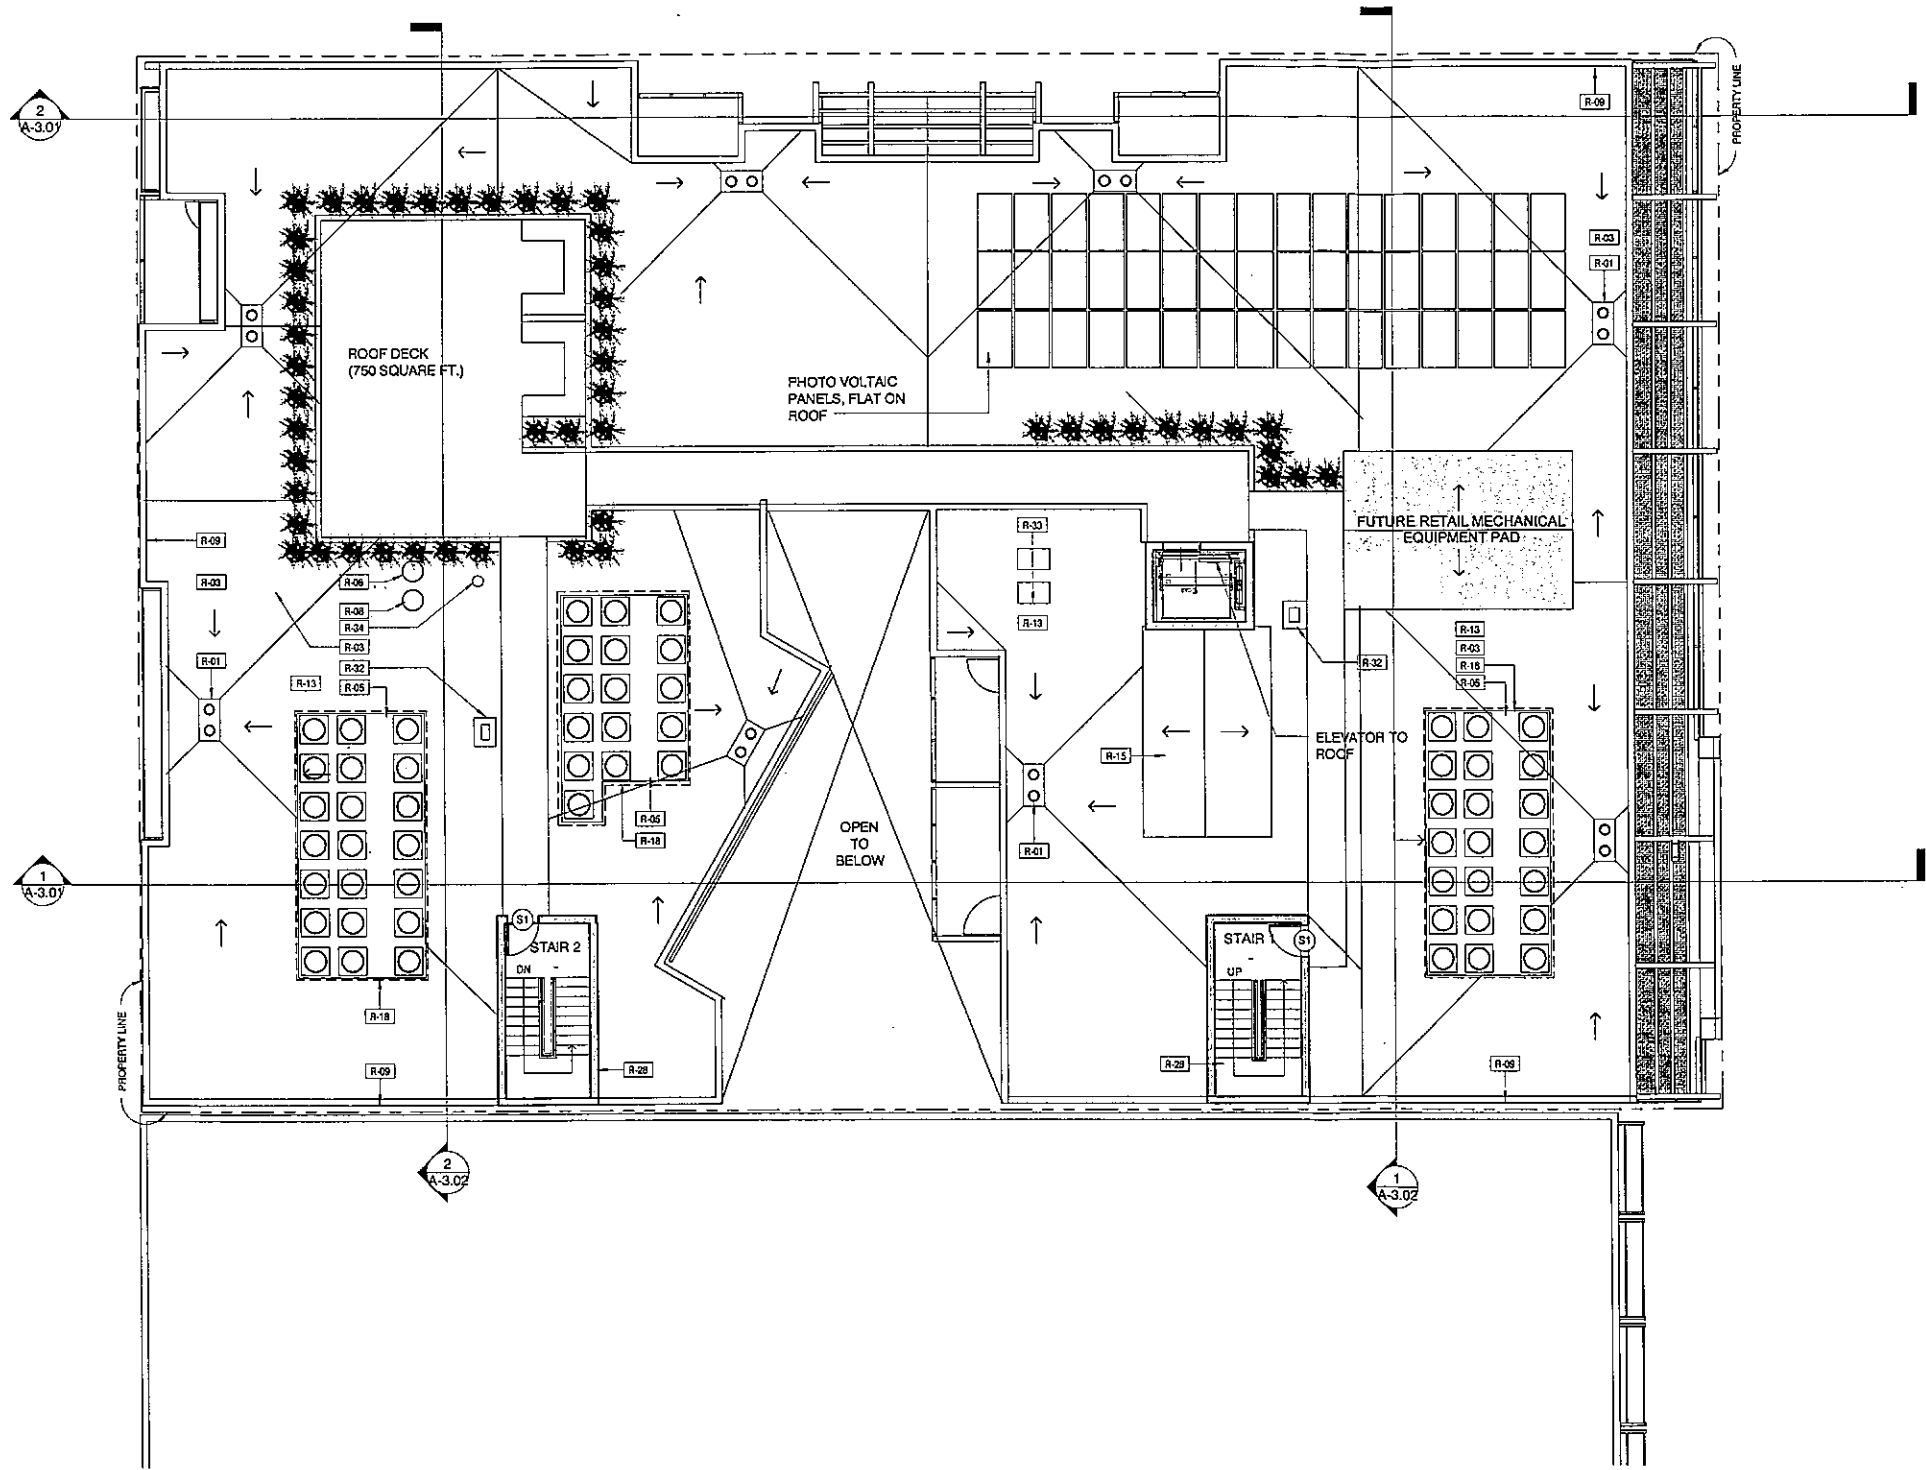 PROPERTY LINE
2
A-3.01
R-09
R-03
R-01
ROOF DECK
(750 SQUARE FT.)
PHOTO VOLTAIC
PANELS, FLAT ON
ROOF
FUTURE RETAIL MECHANICAL
EQUIPMENT PAD
R-33
R-13
R-09
R-03
R-01
R-06
R-08
R-34
R-03
R-32
R-05
R-13
R-32
R-13
R-03
R-18
R-05
ELEVATOR TO
ROOF
R-15
R-05
R-18
OPEN
TO
BELOW
R-01
1
A-3.01
S1
STAIR 2
DN
STAIR 1
S1
UP
R-18
R-09
R-28
R-28
R-09
PROPERTY LINE
2
A-3.02
1
A-3.02